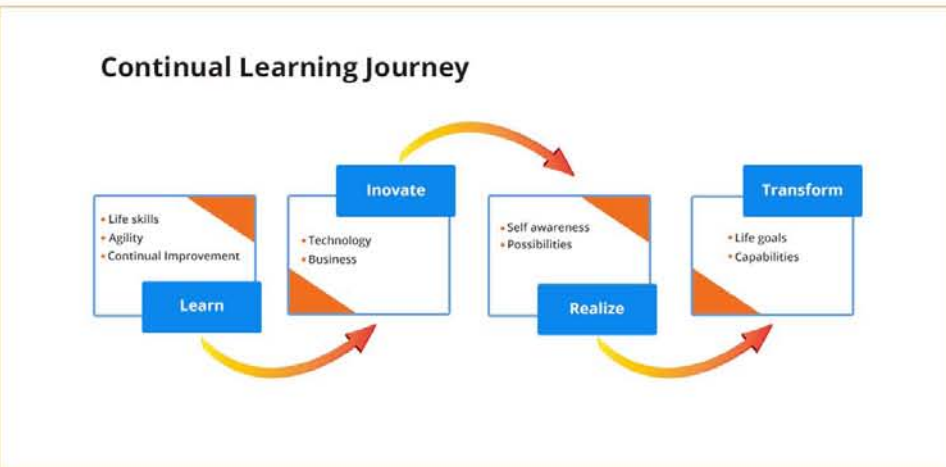 Continual Learning Journey
Life skills
Agility
Continual Improvement
Learn
Inovate
Technology
Business
Self awareness
Possibilities
Realize
Transform
Life goals
Capabilities